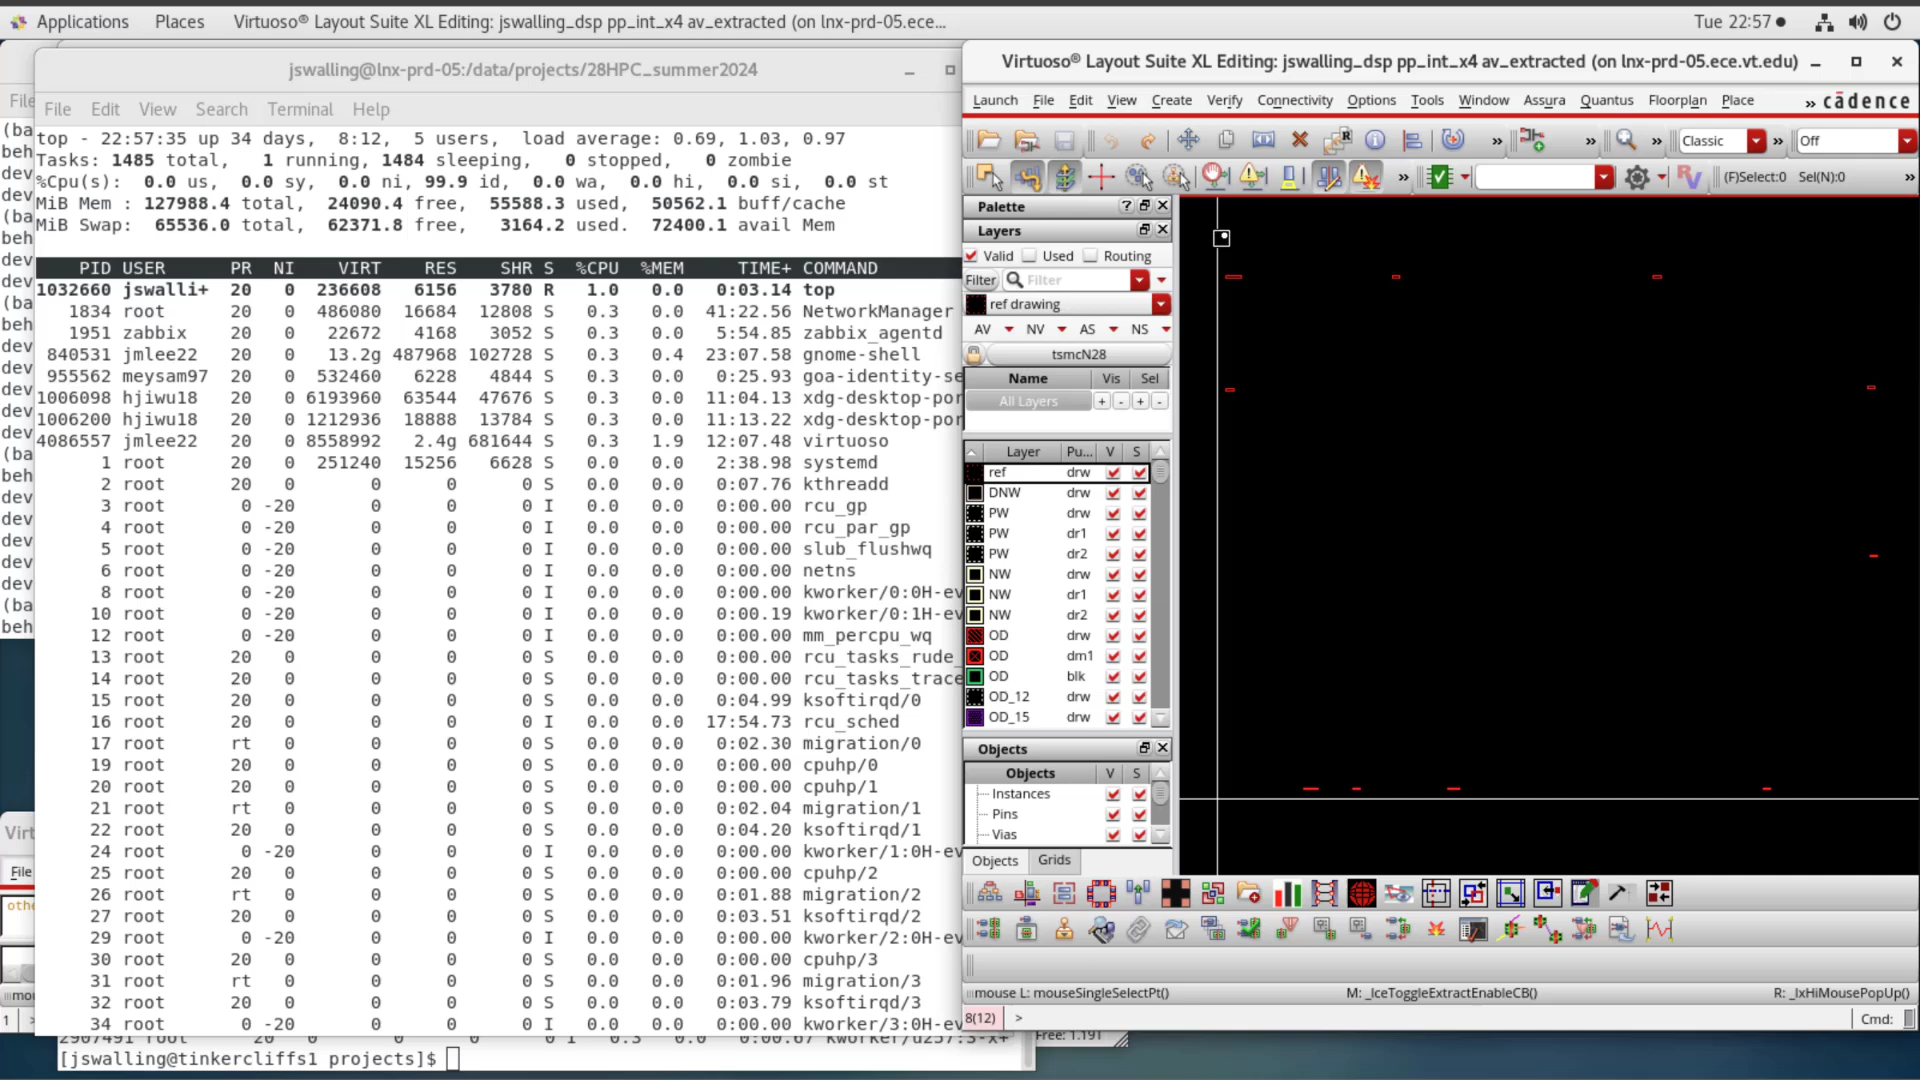 Applications Places Virtuoso® Layout Suite XL Editing: jswalling_dsp pp_int_x4 av_extracted (on lnx-prd-05.ece... Tue 22:57
jswalling@lnx-prd-05:/data/projects/28HPC_summer2024
File Edit View Search Terminal Help
top - 22:57:35 up 34 days, 8:12, 5 users, load average: 0.69, 1.03, 0.97
Tasks: 1485 total, 1 running, 1484 sleeping, 0 stopped, 0 zombie
%Cpu(s): 0.0 us, 0.0 sy, 0.0 ni, 99.9 id, 0.0 wa, 0.0 hi, 0.0 si, 0.0 st
MiB Mem : 127988.4 total, 24090.4 free, 55588.3 used, 50562.1 buff/cache
MiB Swap: 65536.0 total, 62371.8 free, 3164.2 used. 72400.1 avail Mem
PID USER PR NI VIRT RES SHR S %CPU %MEM TIME+ COMMAND
1032660 jswalli+ 20 0 236608 6156 3780 R 1.0 0.0 0:03.14 top
1834 root 20 0 486080 16684 12808 S 0.3 0.0 41:22.56 NetworkManager
1951 zabbix 20 0 22672 4168 3052 S 0.3 0.0 5:54.85 zabbix_agentd
840531 jmlee22 20 0 13.2g 487968 102728 S 0.3 0.4 23:07.58 gnome-shell
955562 meysam97 20 0 532460 6228 4844 S 0.3 0.0 0:25.93 goa-identity-se
1006098 hjiwu18 20 0 6193960 63544 47676 S 0.3 0.0 11:04.13 xdg-desktop-por
1006200 hjiwu18 20 0 1212936 18888 13784 S 0.3 0.0 11:13.22 xdg-desktop-por
4086557 jmlee22 20 0 8558992 2.4g 681644 S 0.3 1.9 12:07.48 virtuoso
1 root 20 0 251240 15256 6628 S 0.0 0.0 2:38.98 systemd
2 root 20 0 0 0 0 S 0.0 0.0 0:07.76 kthreadd
3 root 0 -20 0 0 0 I 0.0 0.0 0:00.00 rcu_gp
4 root 0 -20 0 0 0 I 0.0 0.0 0:00.00 rcu_par_gp
5 root 0 -20 0 0 0 I 0.0 0.0 0:00.00 slub_flushwq
6 root 0 -20 0 0 0 I 0.0 0.0 0:00.00 netns
8 root 0 -20 0 0 0 I 0.0 0.0 0:00.00 kworker/0:0H-ev
10 root 0 -20 0 0 0 I 0.0 0.0 0:00.19 kworker/0:1H-ev
12 root 0 -20 0 0 0 I 0.0 0.0 0:00.00 mm_percpu_wq
13 root 20 0 0 0 0 S 0.0 0.0 0:00.00 rcu_tasks_rude_
14 root 20 0 0 0 0 S 0.0 0.0 0:00.00 rcu_tasks_trace
15 root 20 0 0 0 0 S 0.0 0.0 0:04.99 ksoftirqd/0
16 root 20 0 0 0 0 I 0.0 0.0 17:54.73 rcu_sched
17 root rt 0 0 0 0 S 0.0 0.0 0:02.30 migration/0
19 root 20 0 0 0 0 S 0.0 0.0 0:00.00 cpuhp/0
20 root 20 0 0 0 0 S 0.0 0.0 0:00.00 cpuhp/1
21 root rt 0 0 0 0 S 0.0 0.0 0:02.04 migration/1
22 root 20 0 0 0 0 S 0.0 0.0 0:04.20 ksoftirqd/1
24 root 0 -20 0 0 0 I 0.0 0.0 0:00.00 kworker/1:0H-ev
25 root 20 0 0 0 0 S 0.0 0.0 0:00.00 cpuhp/2
26 root rt 0 0 0 0 S 0.0 0.0 0:01.88 migration/2
27 root 20 0 0 0 0 S 0.0 0.0 0:03.51 ksoftirqd/2
29 root 0 -20 0 0 0 I 0.0 0.0 0:00.00 kworker/2:0H-ev
30 root 20 0 0 0 0 S 0.0 0.0 0:00.00 cpuhp/3
31 root rt 0 0 0 0 S 0.0 0.0 0:01.96 migration/3
32 root 20 0 0 0 0 S 0.0 0.0 0:03.79 ksoftirqd/3
34 root 0 -20 0 0 0 I 0.0 0.0 0:00.00 kworker/3:0H-ev
[jswalling@tinkercliffs1 projects]$
Free: 1.191
File
(ba
beh
dev
dev
(ba
beh
dev
dev
(ba
beh
dev
dev
(ba
beh
dev
dev
(ba
beh
dev
dev
dev
dev
(ba
beh
Virt
File
othe
mou
1 >
Virtuoso® Layout Suite XL Editing: jswalling_dsp pp_int_x4 av_extracted (on lnx-prd-05.ece.vt.edu)
Launch File Edit View Create Verify Connectivity Options Tools Window Assura Quantus Floorplan Place » cādence
Classic Off
(F)Select:0 Sel(N):0
Palette
Layers
Valid Used Routing
Filter Filter
ref drawing
AV NV AS NS
tsmcN28
Name Vis Sel
All Layers + - + -
Layer Pu... V S
ref drw
DNW drw
PW drw
PW dr1
PW dr2
NW drw
NW dr1
NW dr2
OD drw
OD dm1
OD blk
OD_12 drw
OD_15 drw
Objects
Objects V S
Instances
Pins
Vias
Objects Grids
mouse L: mouseSingleSelectPt() M: _IceToggleExtractEnableCB() R: _lxHiMousePopUp()
8(12) > Cmd: